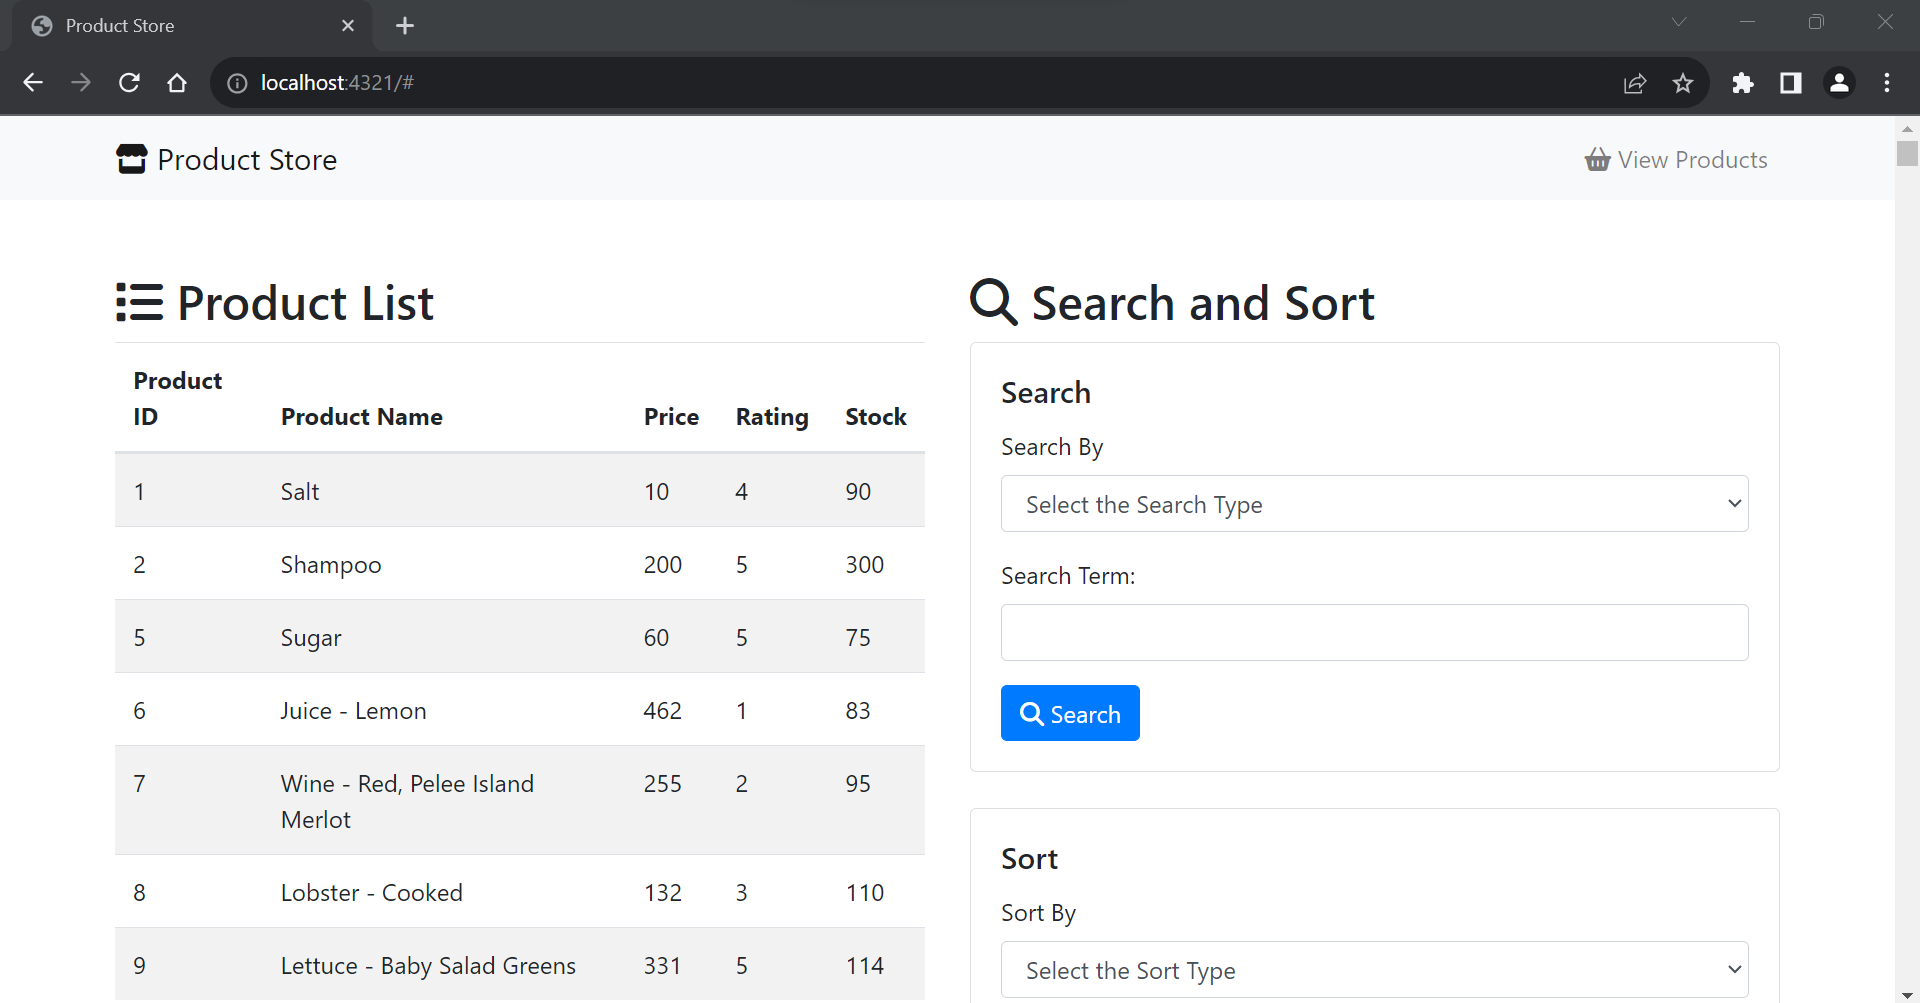 Product Store
localhost:4321/#
Product Store
View Products
Product List
Product ID Product Name Price Rating Stock
1 Salt 10 4 90
2 Shampoo 200 5 300
5 Sugar 60 5 75
6 Juice - Lemon 462 1 83
7 Wine - Red, Pelee Island 255 2 95
Merlot
8 Lobster - Cooked 132 3 110
9 Lettuce - Baby Salad Greens 331 5 114
Search and Sort
Search
Search By
Select the Search Type
Search Term:
Search
Sort
Sort By
Select the Sort Type